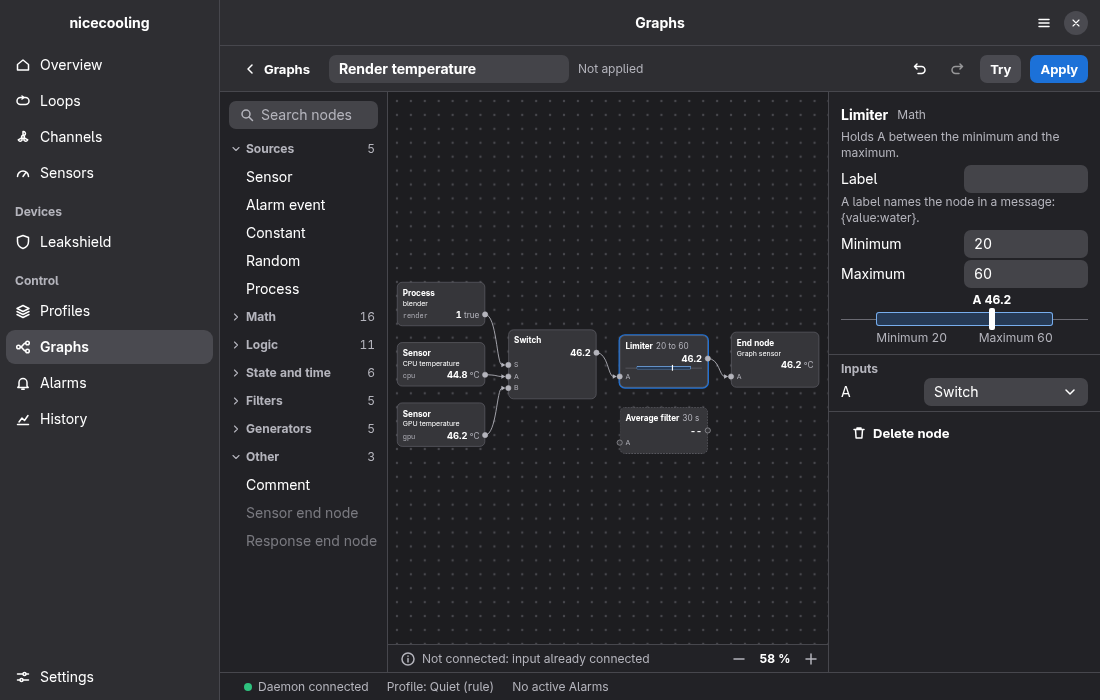 nicecooling
Overview
Loops
Channels
Sensors
Devices
Leakshield
Control
Profiles
Graphs
Alarms
History
Settings
Graphs
Graphs
Render temperature
Not applied
Try
Apply
Search nodes
Sources 5
Sensor
Alarm event
Constant
Random
Process
Math 16
Logic 11
State and time 6
Filters 5
Generators 5
Other 3
Comment
Sensor end node
Response end node
Process
blender
render 1 true
Sensor
CPU temperature
cpu 44.8 °C
Sensor
GPU temperature
gpu 46.2 °C
Switch
46.2
S
A
B
Limiter 20 to 60
46.2
A
Average filter 30 s
--
A
End node
Graph sensor
46.2 °C
A
Not connected: input already connected
58 %
Limiter Math
Holds A between the minimum and the
maximum.
Label
A label names the node in a message:
{value:water}.
Minimum 20
Maximum 60
A 46.2
Minimum 20 Maximum 60
Inputs
A Switch
Delete node
Daemon connected Profile: Quiet (rule) No active Alarms